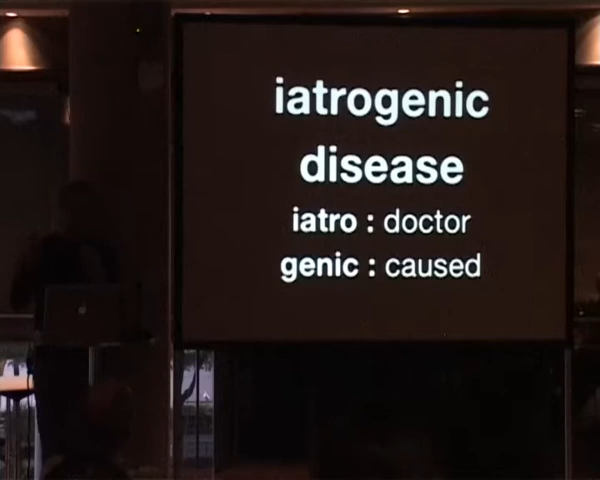 iatrogenic
disease
iatro : doctor
genic : caused